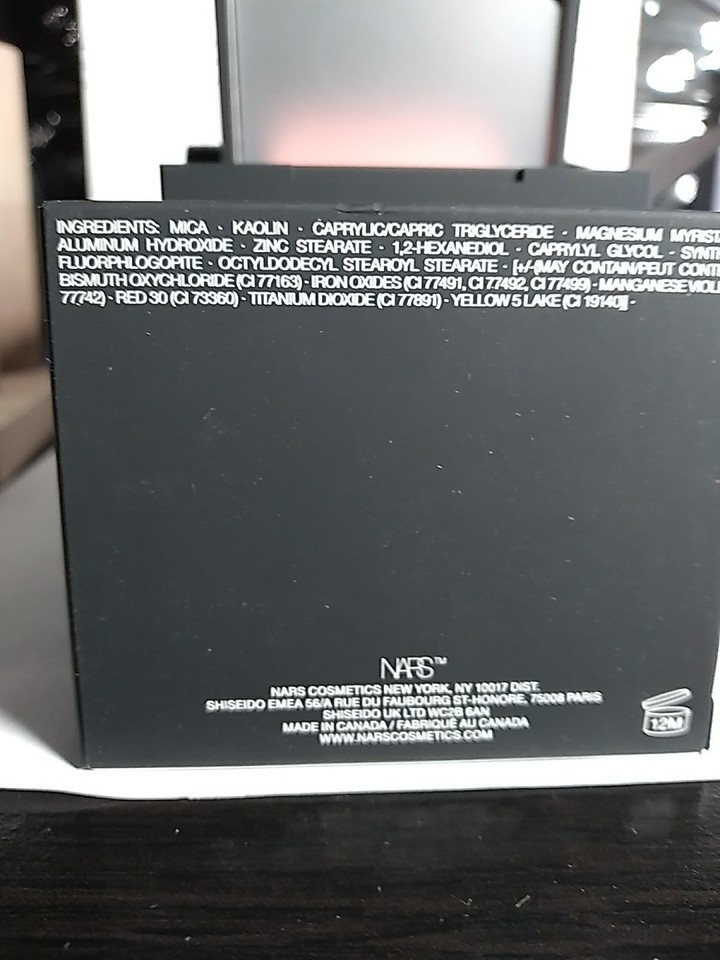 INGREDIENTS: MICA · KAOLIN · CAPRYLIC/CAPRIC TRIGLYCERIDE · MAGNESIUM MYRIST
ALUMINUM HYDROXIDE · ZINC STEARATE · 1,2-HEXANEDIOL · CAPRYLYL GLYCOL · SYNT
FLUORPHLOGOPITE · OCTYLDODECYL STEAROYL STEARATE · [+/-(MAY CONTAIN/PEUT CONT
BISMUTH OXYCHLORIDE (CI 77163) · IRON OXIDES (CI 77491, CI 77492, CI 77499) · MANGANESE VIOL
77742) · RED 30 (CI 73360) · TITANIUM DIOXIDE (CI 77891) · YELLOW 5 LAKE (CI 19140)] ·
NARS™
NARS COSMETICS NEW YORK, NY 10017 DIST.
SHISEIDO EMEA 56/A RUE DU FAUBOURG ST-HONORE, 75008 PARIS
SHISEIDO UK LTD WC2B 6AN
MADE IN CANADA / FABRIQUÉ AU CANADA
WWW.NARSCOSMETICS.COM
12M